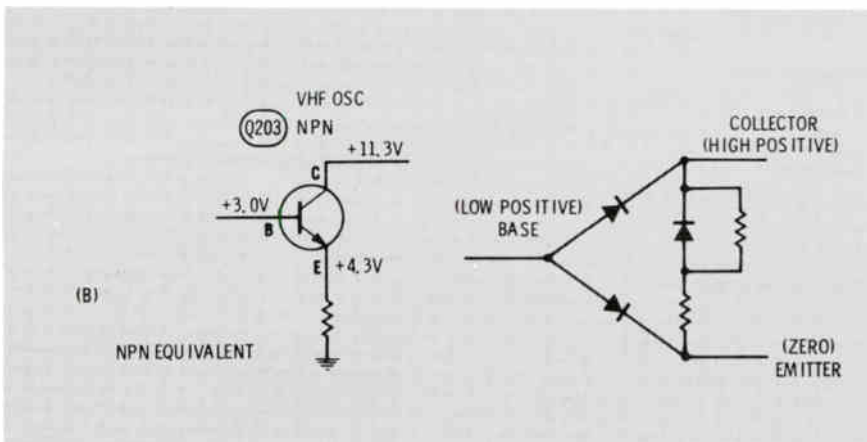 VHF OSC
Q203 NPN
C
+11.3V
+3.0V
B
E
+4.3V
(B)
NPN EQUIVALENT
COLLECTOR
(HIGH POSITIVE)
(LOW POSITIVE)
BASE
(ZERO)
EMITTER